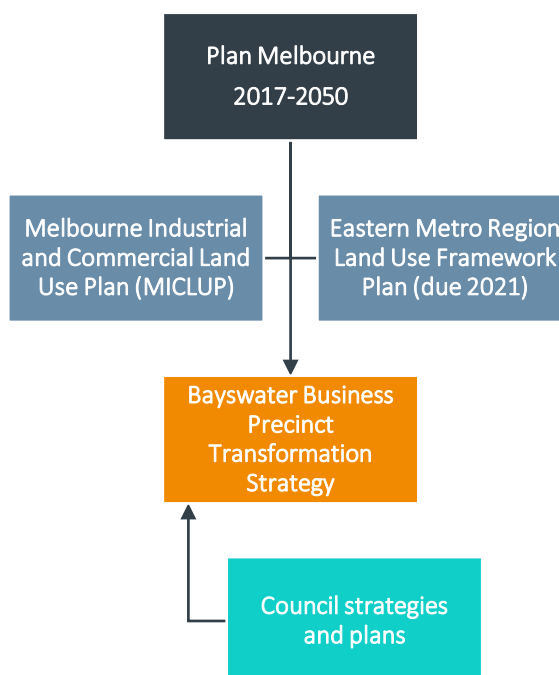 Plan Melbourne
2017-2050
Melbourne Industrial
and Commercial Land
Use Plan (MICLUP)
Eastern Metro Region
Land Use Framework
Plan (due 2021)
Bayswater Business
Precinct
Transformation
Strategy
Council strategies
and plans